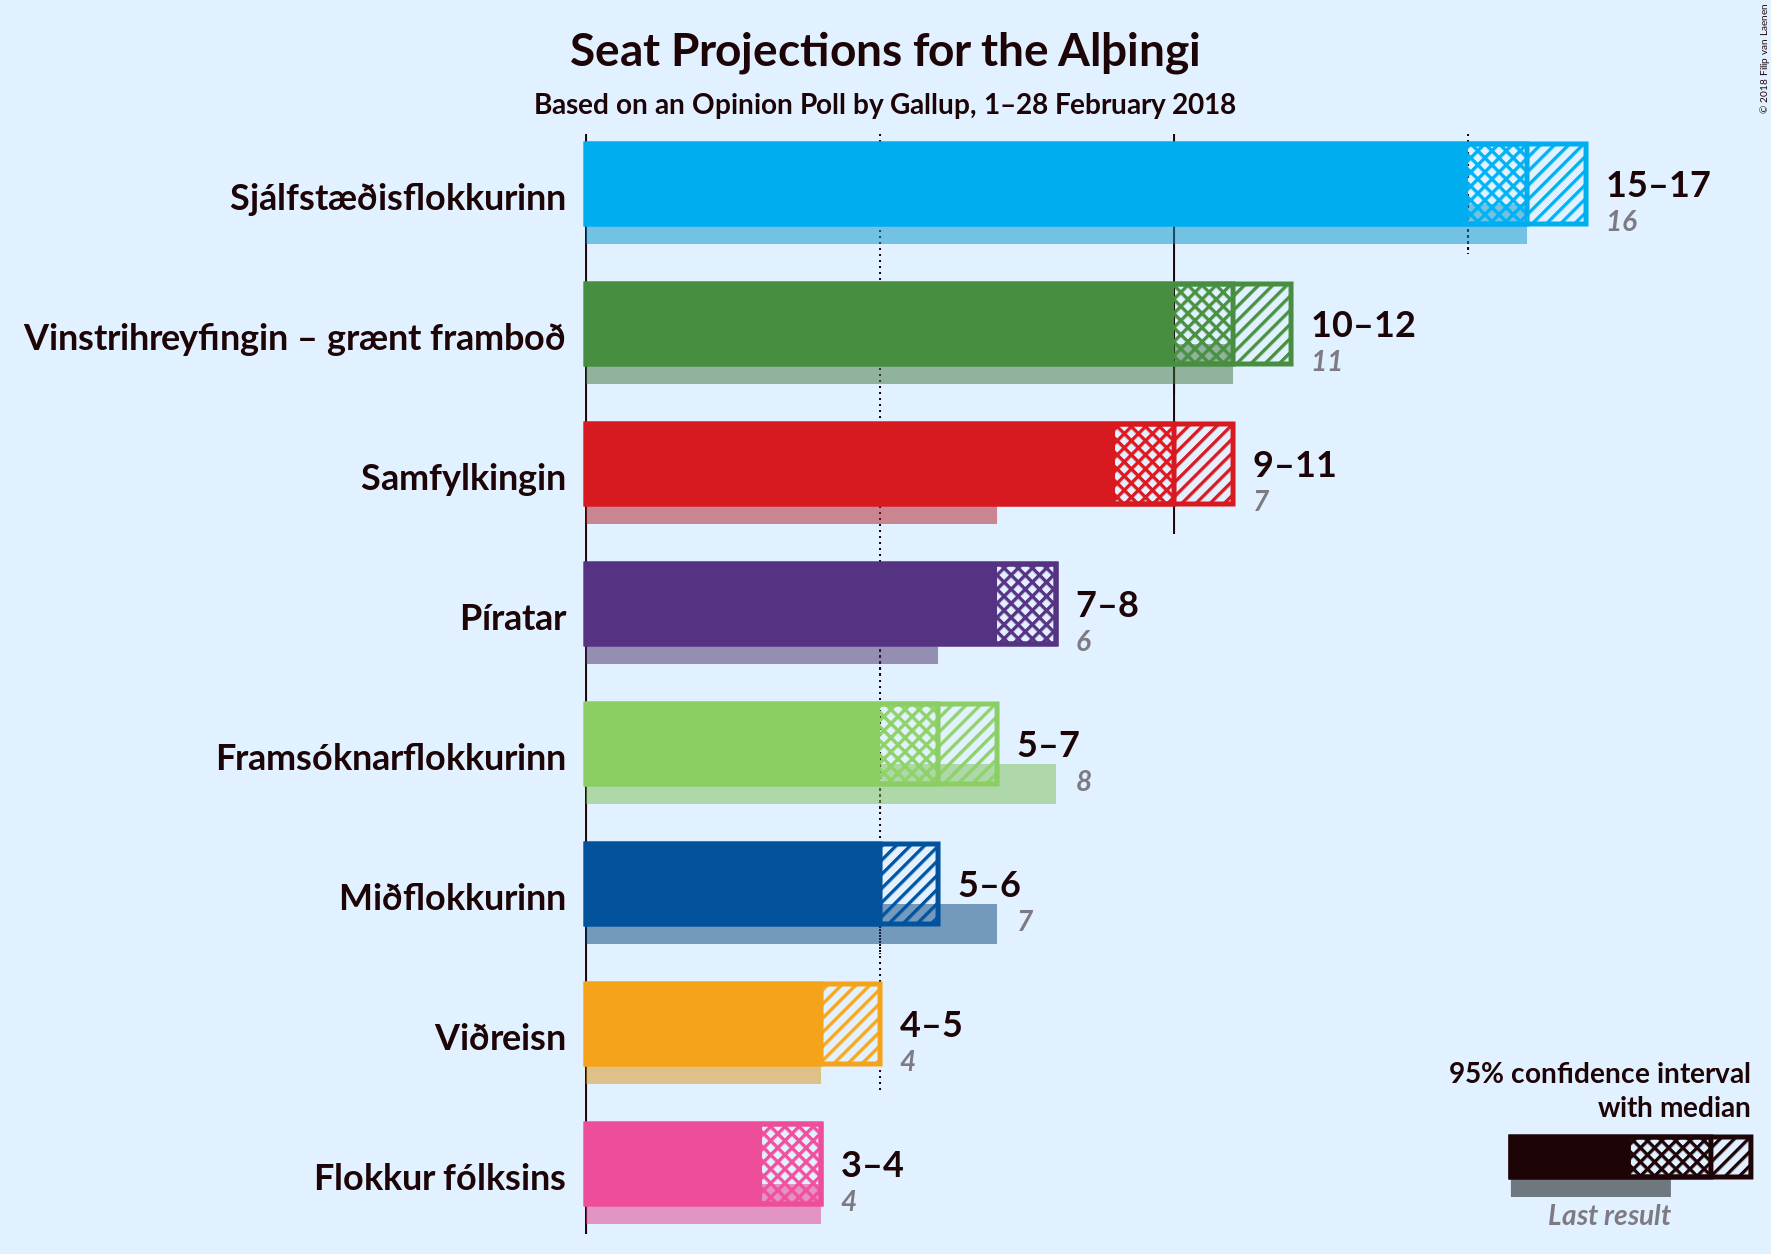 Seat Projections for the Alþingi
Based on an Opinion Poll by Gallup, 1–28 February 2018
© 2018 Filip van Laenen
Sjálfstæðisflokkurinn
15–17
16
Vinstrihreyfingin – grænt framboð
10–12
11
Samfylkingin
9–11
7
Píratar
7–8
6
Framsóknarflokkurinn
5–7
8
Miðflokkurinn
5–6
7
Viðreisn
4–5
4
Flokkur fólksins
3–4
4
95% confidence interval
with median
Last result